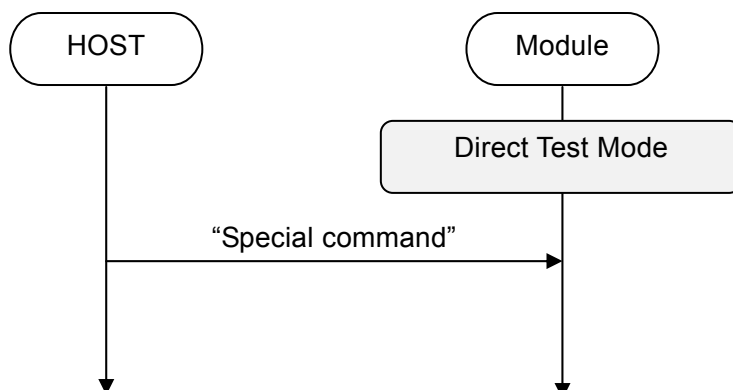 HOST
Module
Direct Test Mode
“Special command”